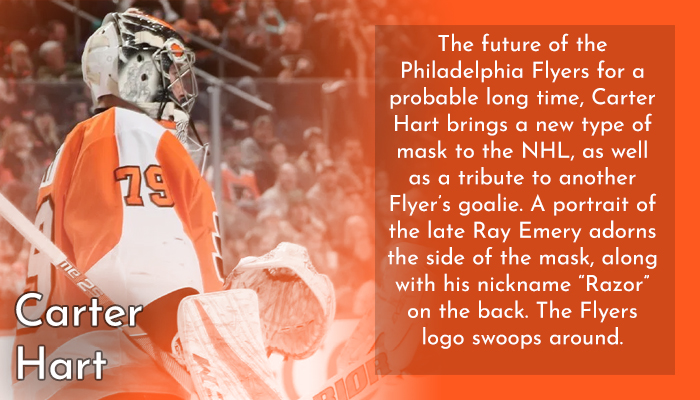 The future of the
Philadelphia Flyers for a
probable long time, Carter
Hart brings a new type of
mask to the NHL, as well
as a tribute to another
Flyer's goalie. A portrait of
the late Ray Emery adorns
the side of the mask, along
with his nickname “Razor”
on the back. The Flyers
logo swoops around.
79
Carter
Hart